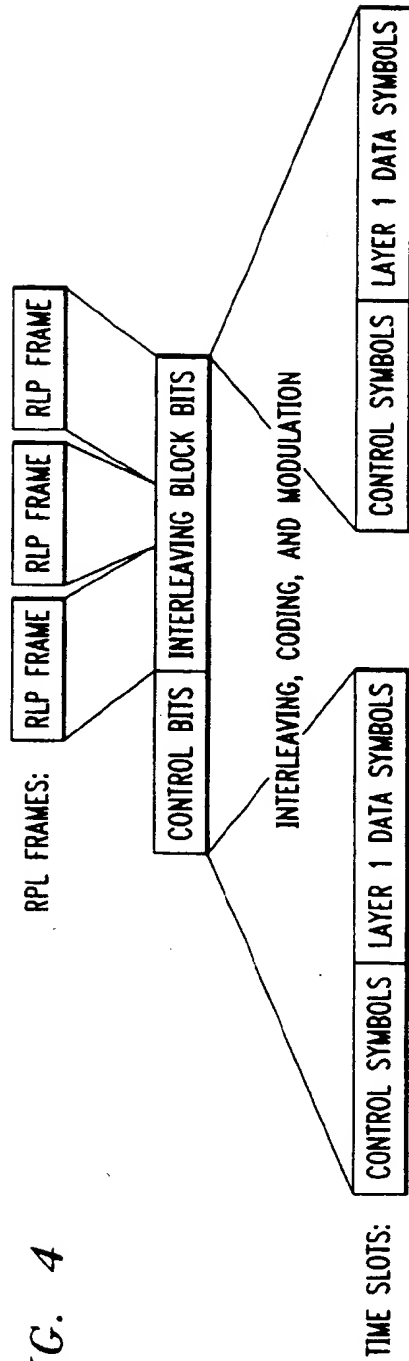 G. 4
RPL FRAMES:
RLP FRAME RLP FRAME RLP FRAME
CONTROL BITS INTERLEAVING BLOCK BITS
INTERLEAVING, CODING, AND MODULATION
TIME SLOTS:
CONTROL SYMBOLS LAYER 1 DATA SYMBOLS CONTROL SYMBOLS LAYER 1 DATA SYMBOLS